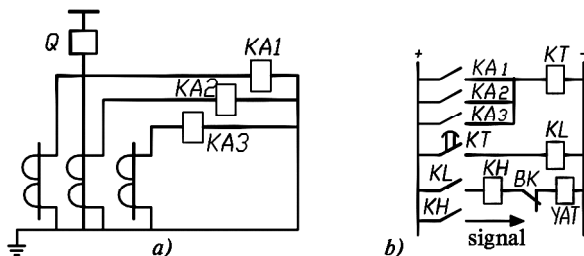 Q
KA1
KA2
KA3
a)
+ -
KA1 KT
KA2
KA3
KT KL
KL KH BK YAT
KH
signal
b)